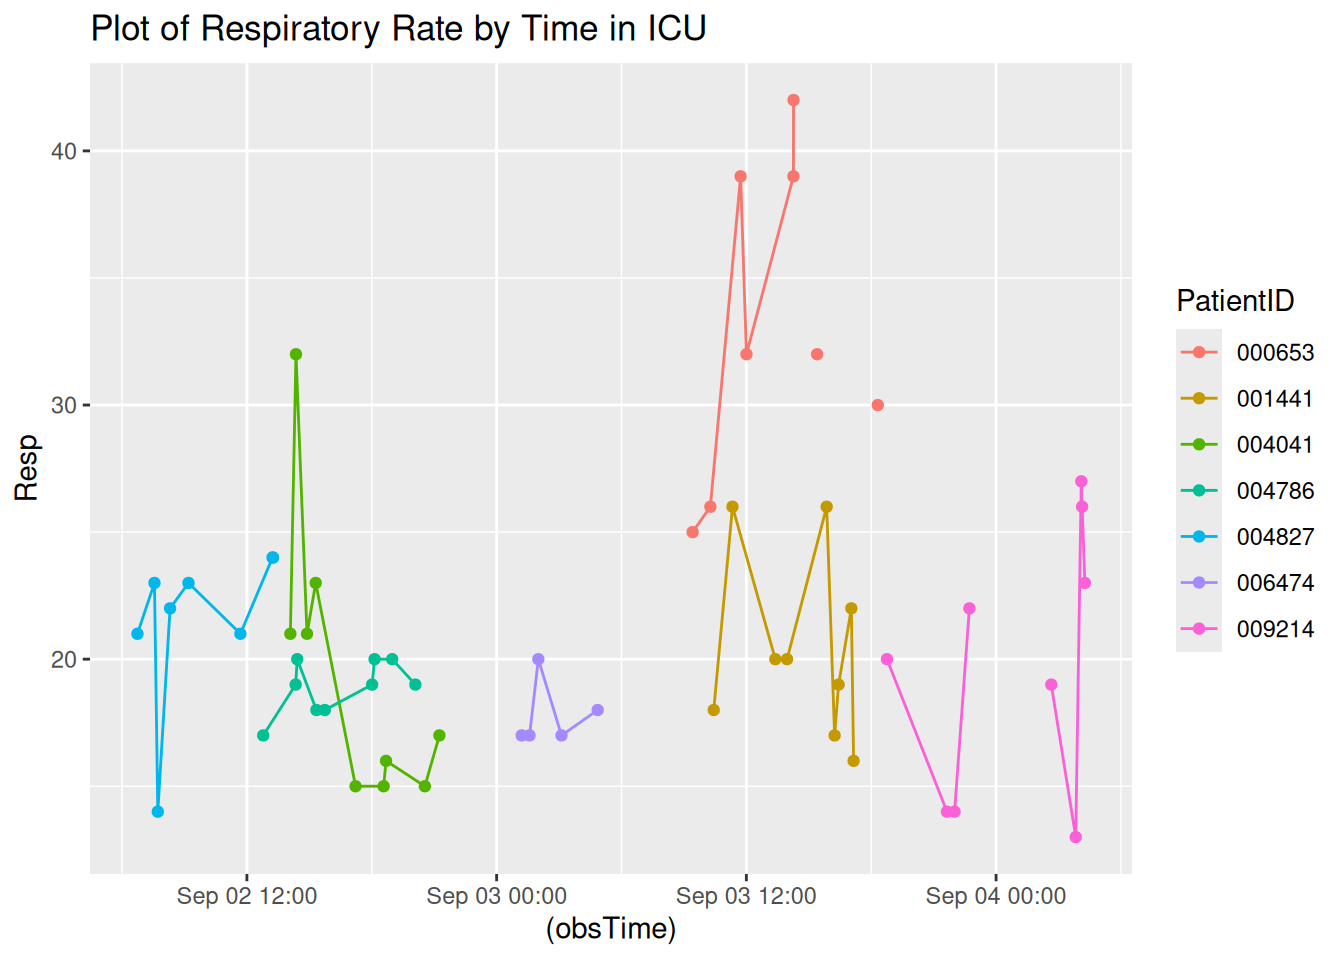 Plot of Respiratory Rate by Time in ICU
40
30
20
Resp
Sep 02 12:00
Sep 03 00:00
Sep 03 12:00
Sep 04 00:00
(obsTime)
PatientID
000653
001441
004041
004786
004827
006474
009214